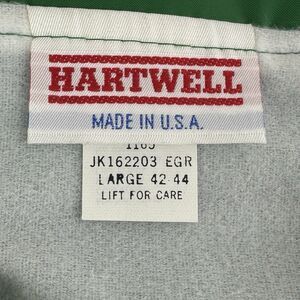 HARTWELL
MADE IN U.S.A.
JK162203 EGR
LARGE 42-44
LIFT FOR CARE